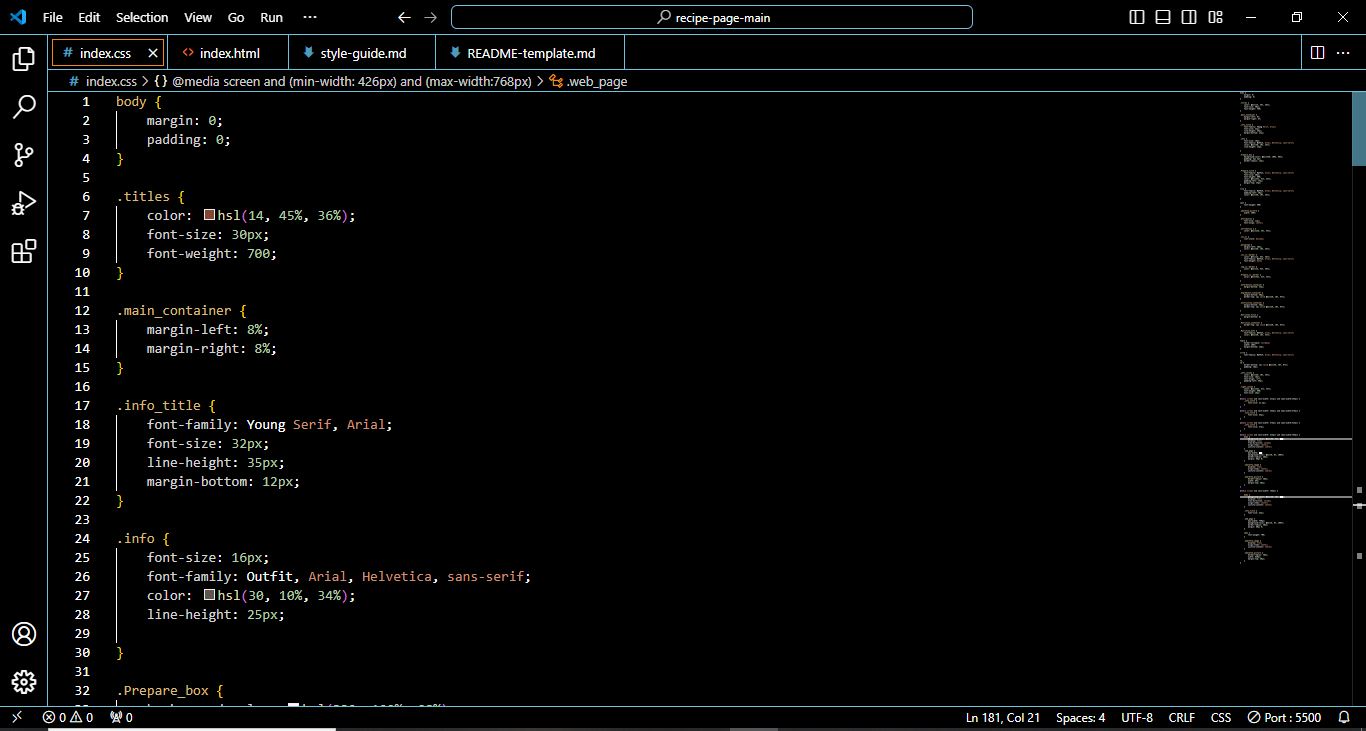 File Edit Selection View Go Run ··· recipe-page-main
# index.css <> index.html style-guide.md README-template.md
# index.css > {} @media screen and (min-width: 426px) and (max-width:768px) > .web_page
1 body {
2 margin: 0;
3 padding: 0;
4 }
5
6 .titles {
7 color: hsl(14, 45%, 36%);
8 font-size: 30px;
9 font-weight: 700;
10 }
11
12 .main_container {
13 margin-left: 8%;
14 margin-right: 8%;
15 }
16
17 .info_title {
18 font-family: Young Serif, Arial;
19 font-size: 32px;
20 line-height: 35px;
21 margin-bottom: 12px;
22 }
23
24 .info {
25 font-size: 16px;
26 font-family: Outfit, Arial, Helvetica, sans-serif;
27 color: hsl(30, 10%, 34%);
28 line-height: 25px;
29
30 }
31
32 .Prepare_box {
0 0 0 Ln 181, Col 21 Spaces: 4 UTF-8 CRLF CSS Port : 5500